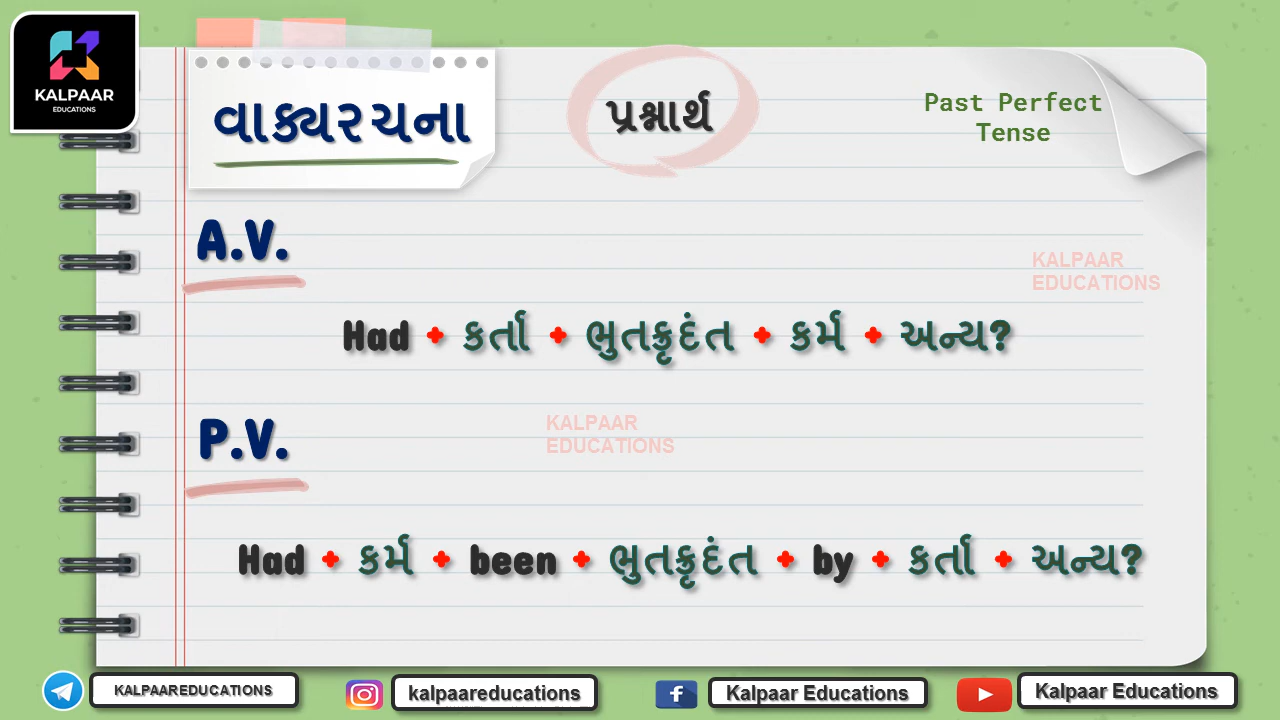 KALPAAR
EDUCATIONS
વાક્યરચના
પ્રશ્નાર્થ
Past Perfect
Tense
A.V.
KALPAAR
EDUCATIONS
Had + કર્તા + ભુતકૃદંત + કર્મ + અન્ય?
P.V.
KALPAAR
EDUCATIONS
Had + કર્મ + been + ભુતકૃદંત + by + કર્તા + અન્ય?
KALPAAREDUCATIONS
kalpaareducations
Kalpaar Educations
Kalpaar Educations